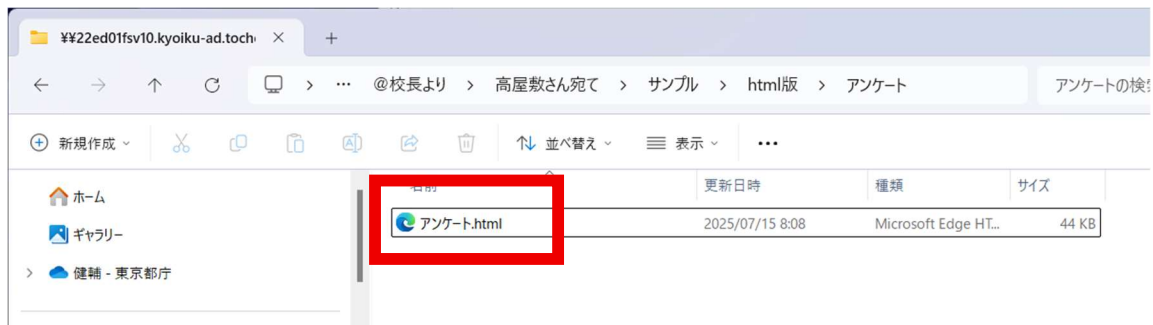 ¥¥22ed01fsv10.kyoiku-ad.toch
@校長より > 高屋敷さん宛て > サンプル > html版 > アンケート アンケートの検
新規作成 並べ替え 表示
名前 更新日時 種類 サイズ
ホーム
アンケート.html 2025/07/15 8:08 Microsoft Edge HT... 44 KB
ギャラリー
健輔 - 東京都庁